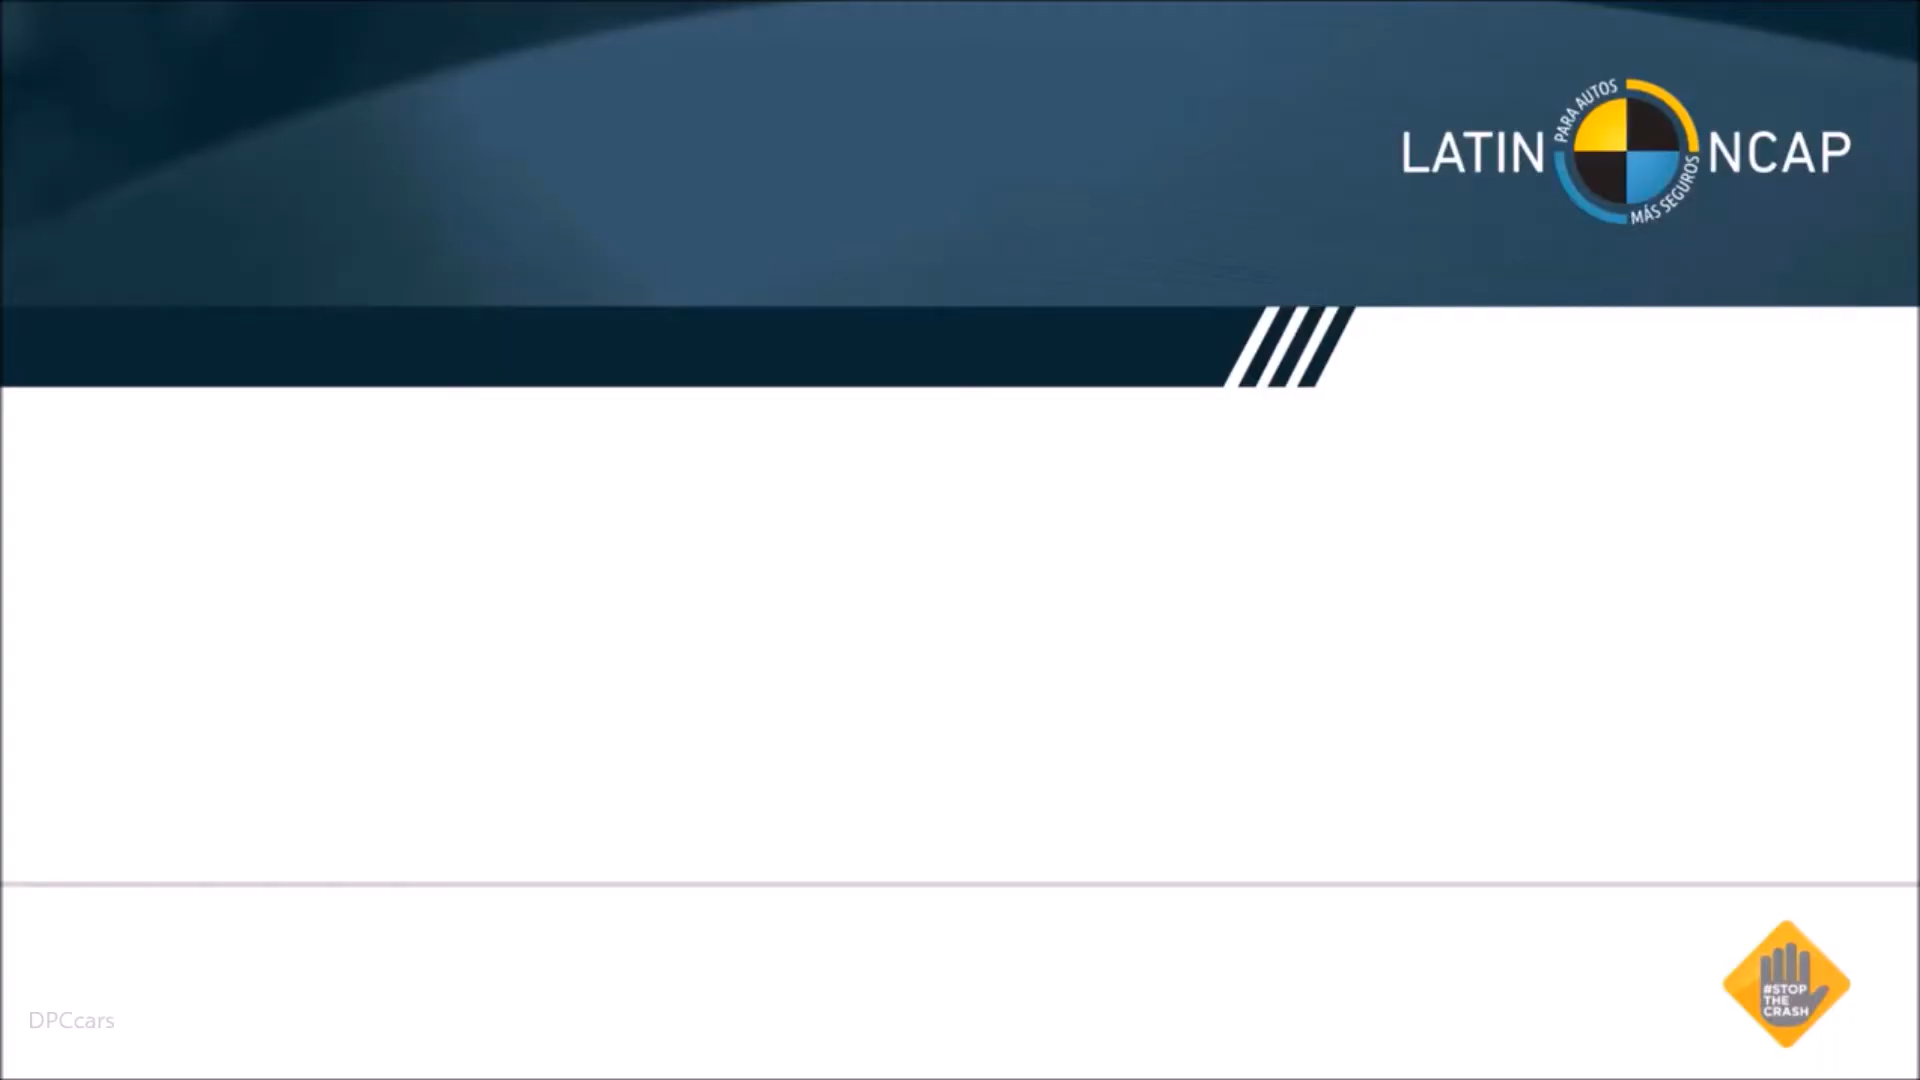 LATIN NCAP
PARA AUTOS
MÁS SEGUROS
#STOP
THE
CRASH
DPCcars